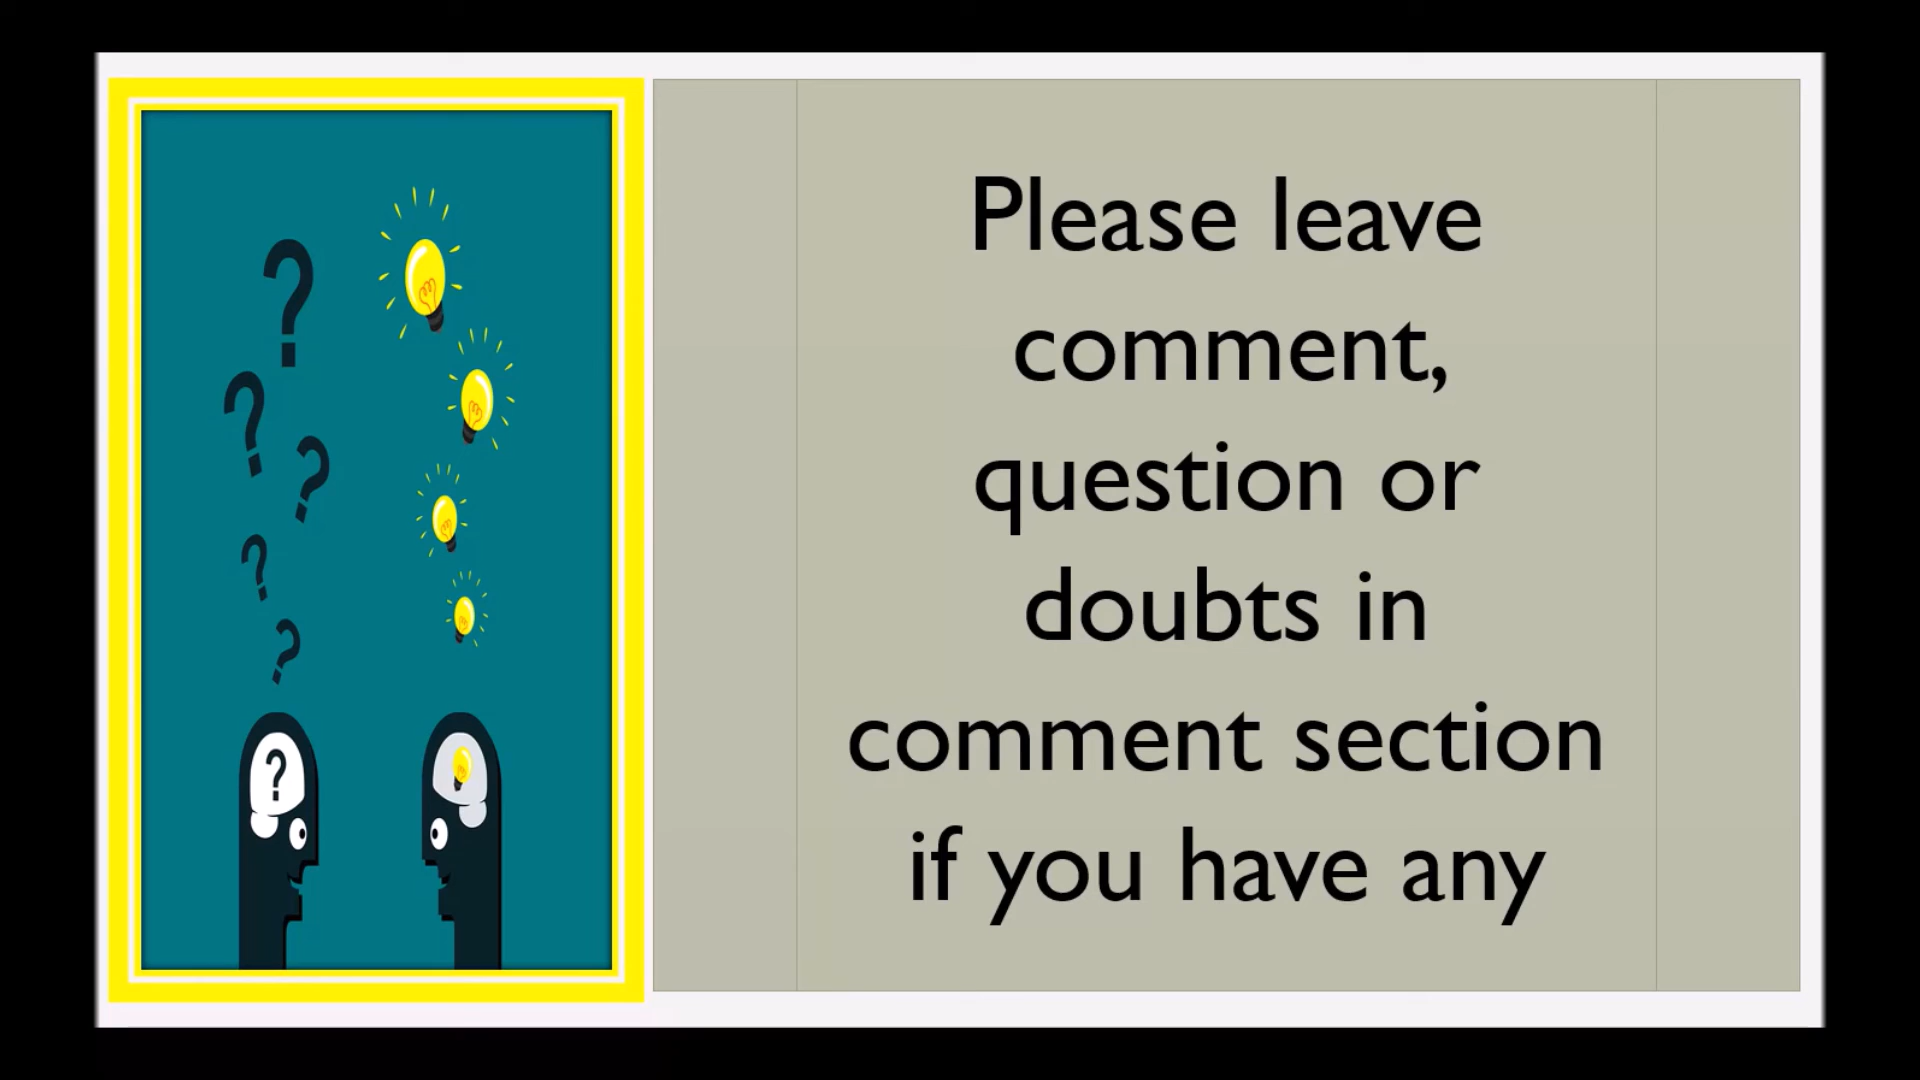 Please leave
comment,
question or
doubts in
comment section
if you have any